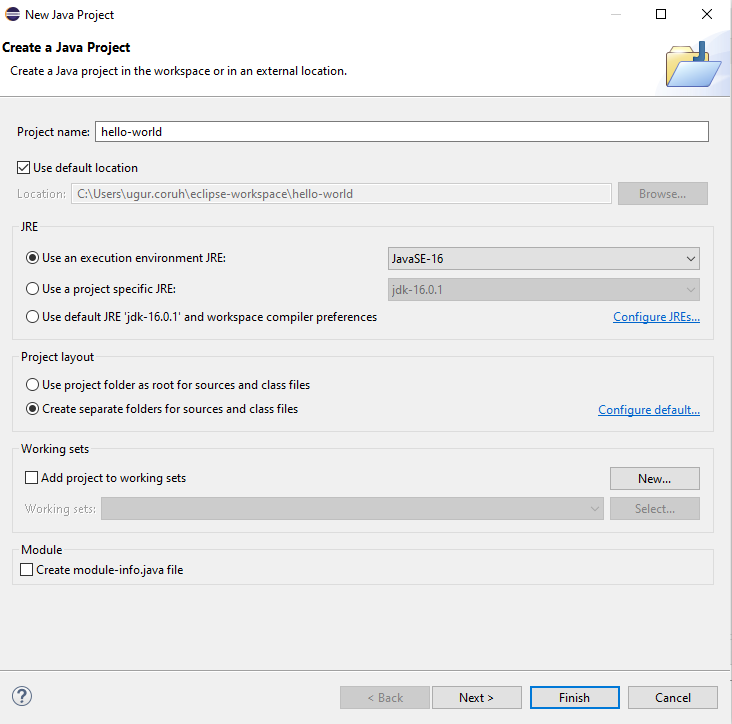 New Java Project
Create a Java Project
Create a Java project in the workspace or in an external location.
Project name: hello-world
Use default location
Location: C:\Users\ugur.coruh\eclipse-workspace\hello-world Browse...
JRE
Use an execution environment JRE: JavaSE-16
Use a project specific JRE: jdk-16.0.1
Use default JRE 'jdk-16.0.1' and workspace compiler preferences Configure JREs...
Project layout
Use project folder as root for sources and class files
Create separate folders for sources and class files Configure default...
Working sets
Add project to working sets New...
Working sets: Select...
Module
Create module-info.java file
? < Back Next > Finish Cancel